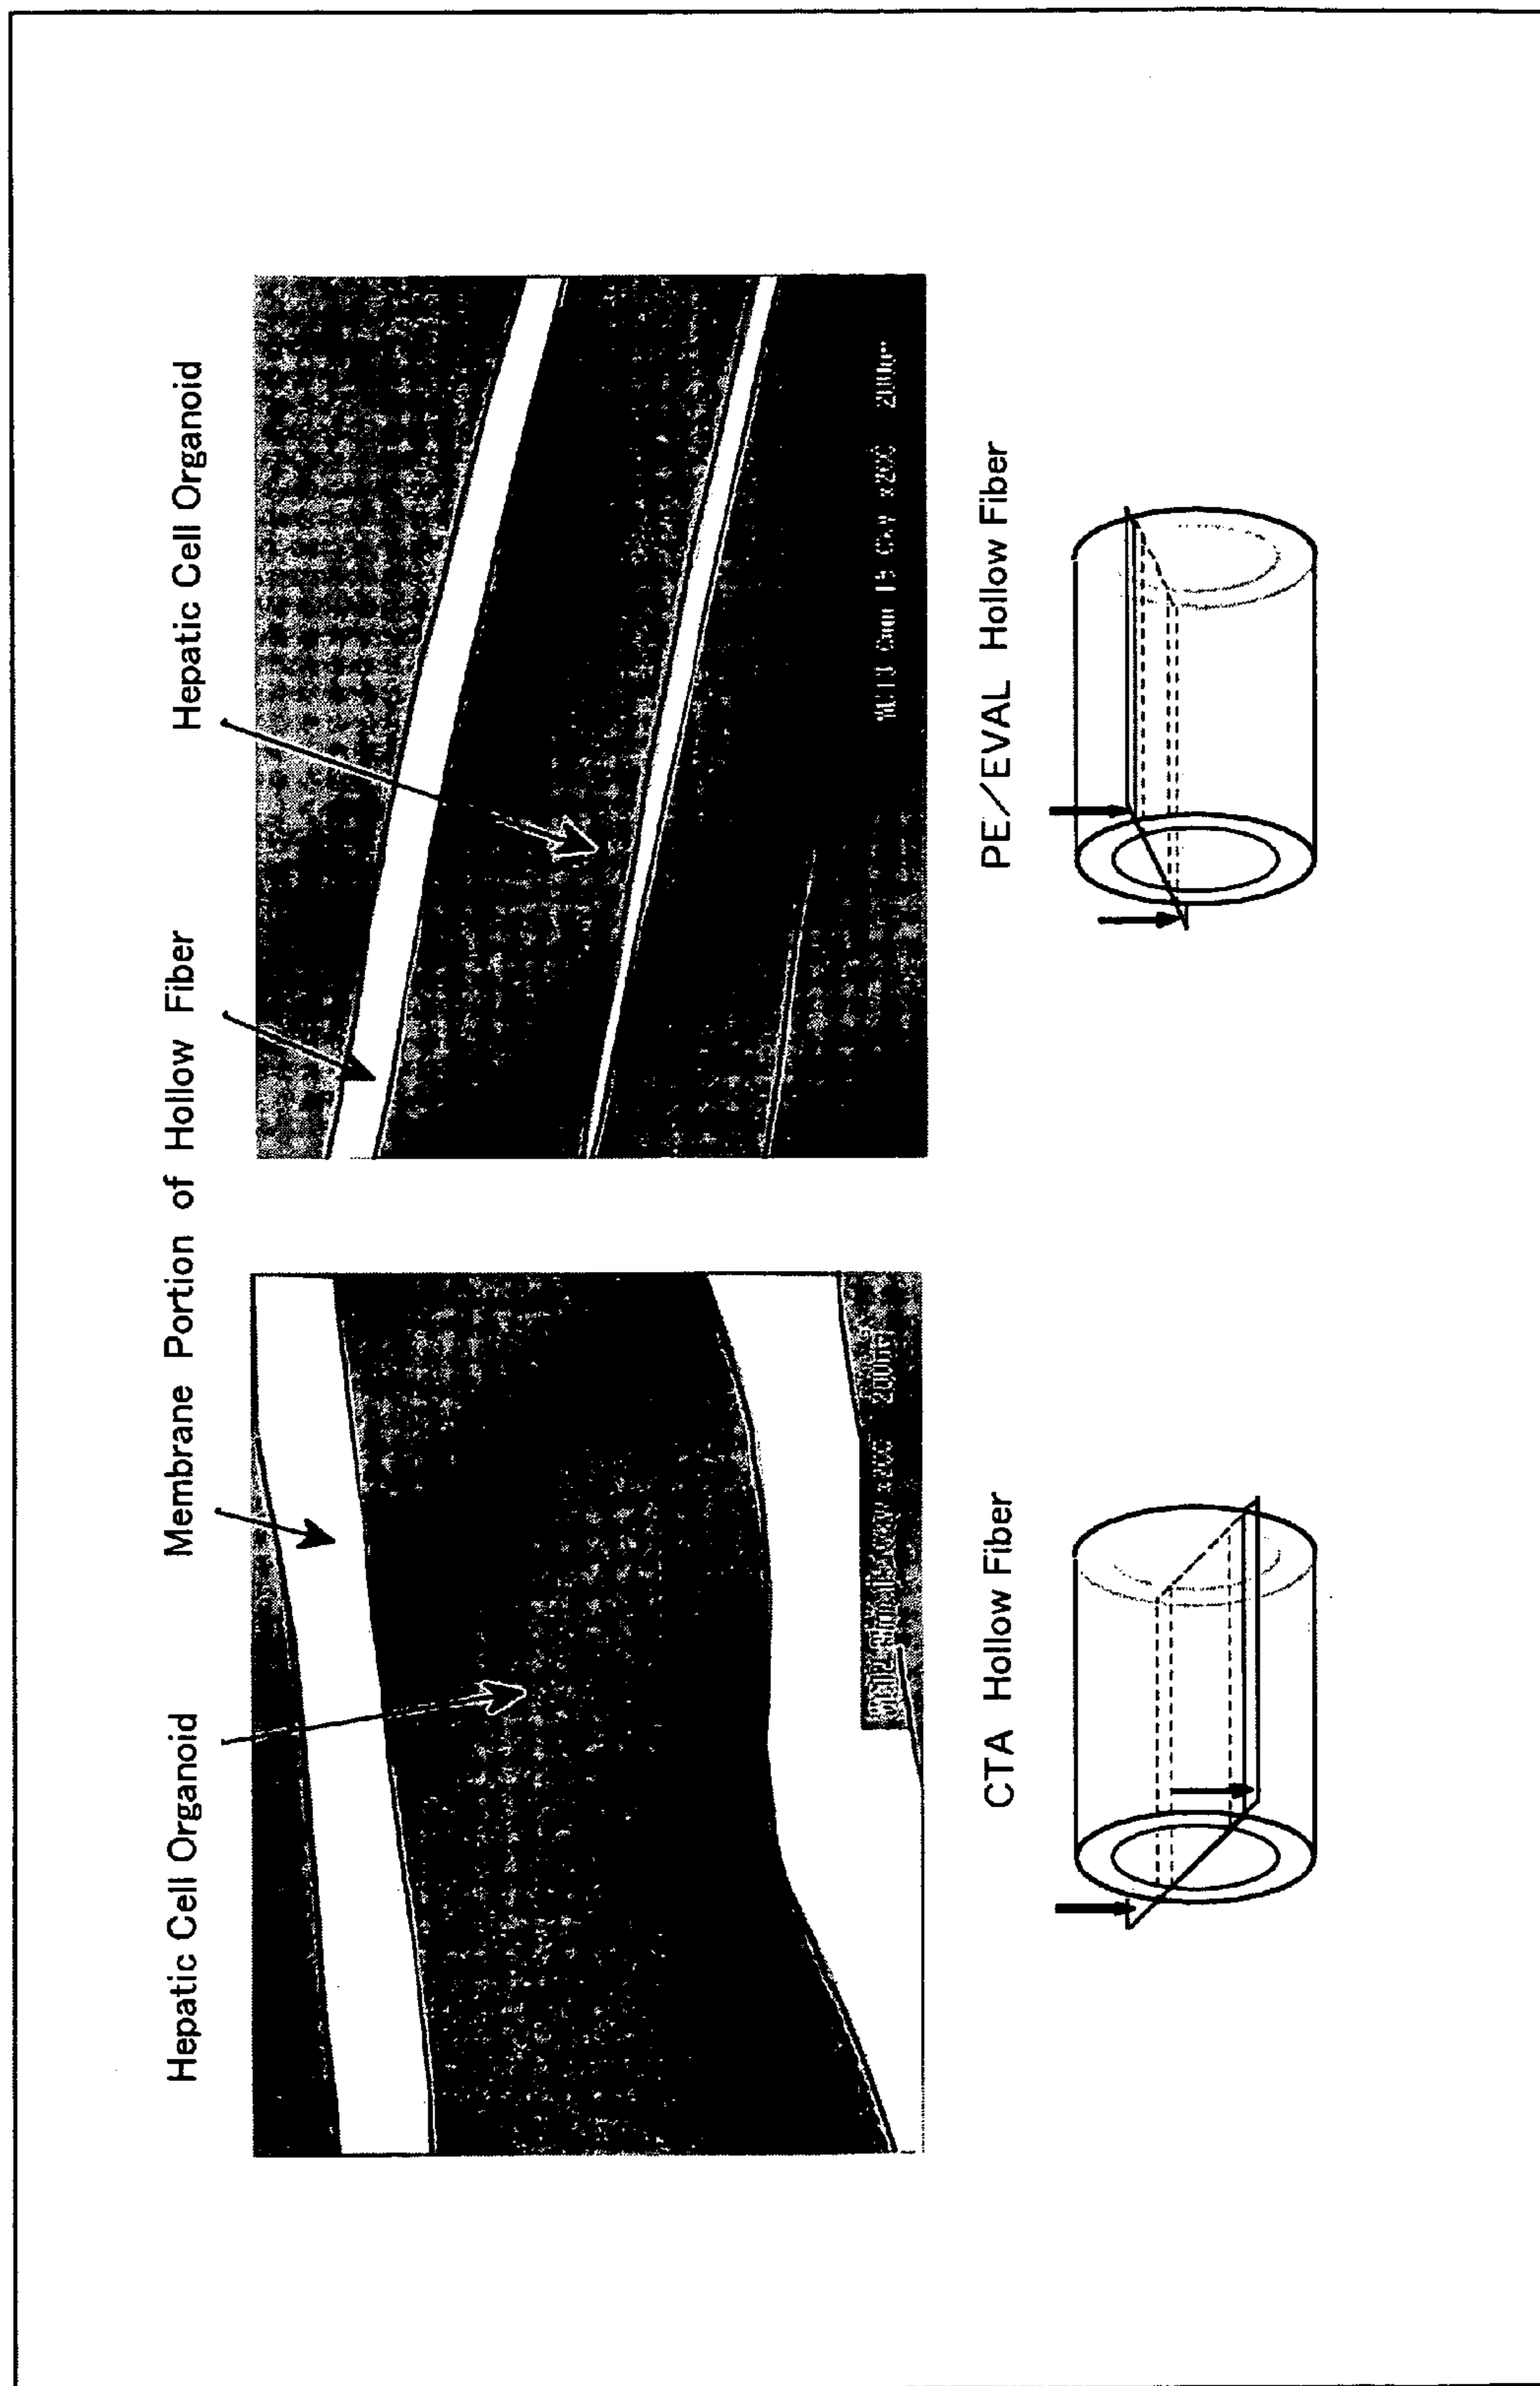 Membrane Portion of Hollow Fiber
Hepatic Cell Organoid
Hepatic Cell Organoid
CTA Hollow Fiber
PE/EVAL Hollow Fiber